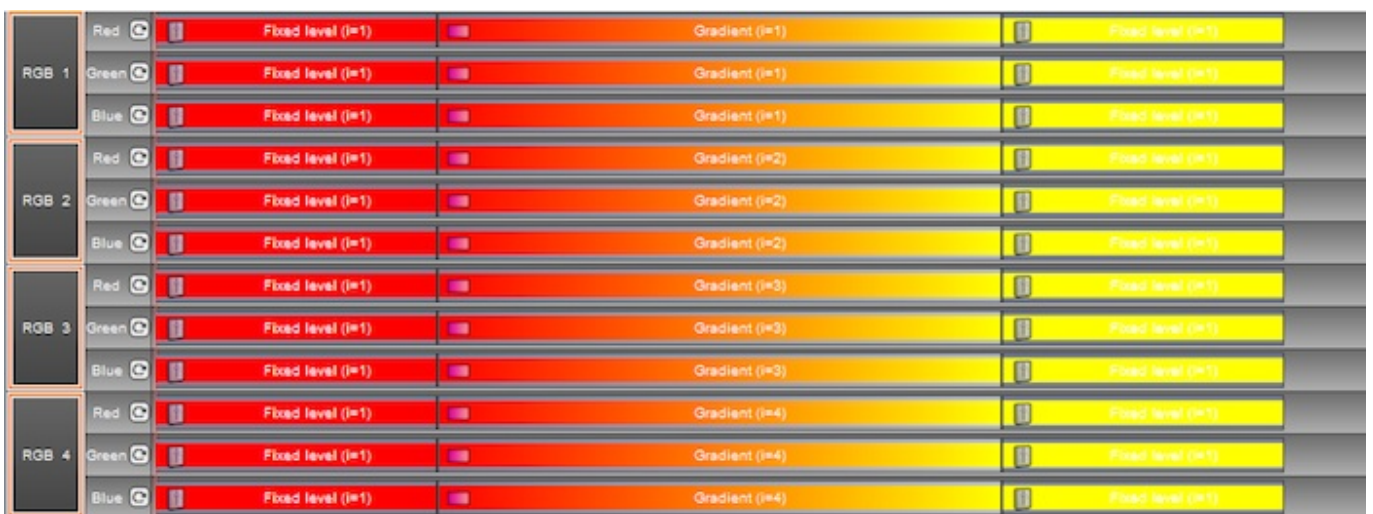 Red Fixed level (i=1) Gradient (i=1) Fixed level (i=1)
RGB 1 Green Fixed level (i=1) Gradient (i=1) Fixed level (i=1)
Blue Fixed level (i=1) Gradient (i=1) Fixed level (i=1)
Red Fixed level (i=1) Gradient (i=2) Fixed level (i=1)
RGB 2 Green Fixed level (i=1) Gradient (i=2) Fixed level (i=1)
Blue Fixed level (i=1) Gradient (i=2) Fixed level (i=1)
Red Fixed level (i=1) Gradient (i=3) Fixed level (i=1)
RGB 3 Green Fixed level (i=1) Gradient (i=3) Fixed level (i=1)
Blue Fixed level (i=1) Gradient (i=3) Fixed level (i=1)
Red Fixed level (i=1) Gradient (i=4) Fixed level (i=1)
RGB 4 Green Fixed level (i=1) Gradient (i=4) Fixed level (i=1)
Blue Fixed level (i=1) Gradient (i=4) Fixed level (i=1)